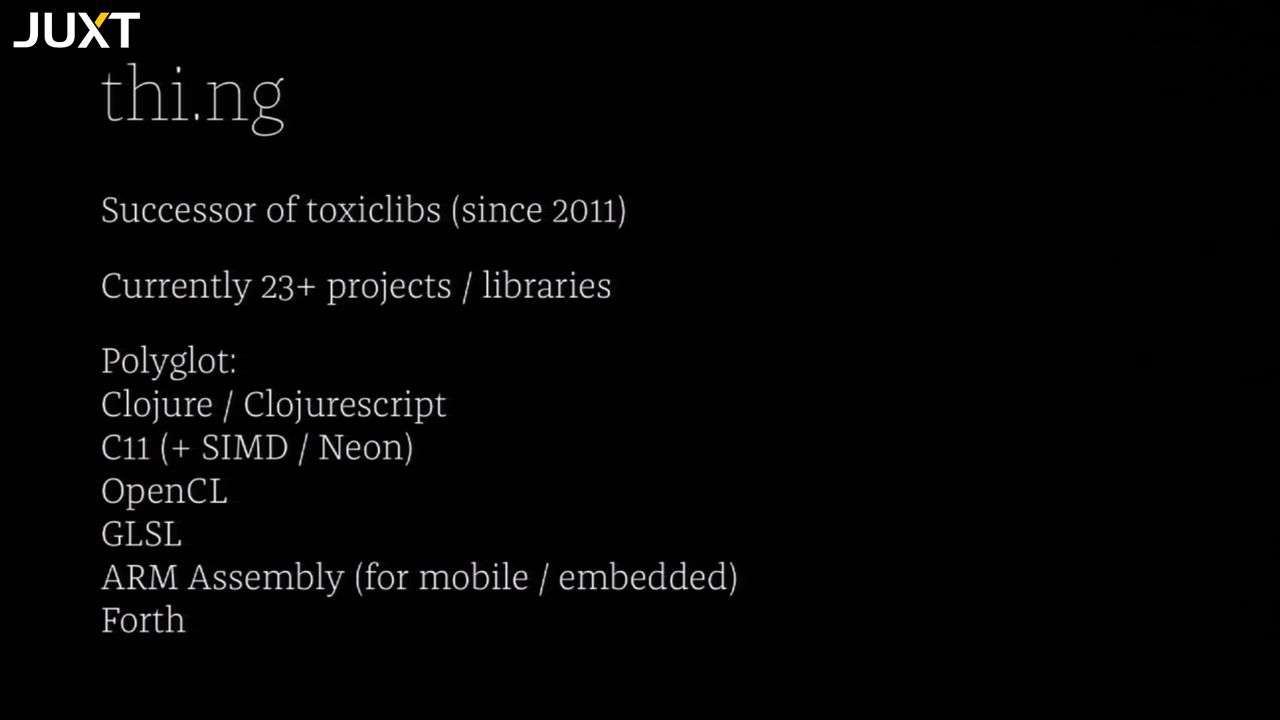 JUXT
thi.ng
Successor of toxiclibs (since 2011)
Currently 23+ projects / libraries
Polyglot:
Clojure / Clojurescript
C11 (+ SIMD / Neon)
OpenCL
GLSL
ARM Assembly (for mobile / embedded)
Forth